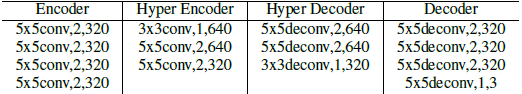 Encoder Hyper Encoder Hyper Decoder Decoder
5x5conv,2,320 3x3conv,1,640 5x5deconv,2,640 5x5deconv,2,320
5x5conv,2,320 5x5conv,2,640 5x5deconv,2,640 5x5deconv,2,320
5x5conv,2,320 5x5conv,2,320 3x3deconv,1,320 5x5deconv,2,320
5x5conv,2,320 5x5deconv,1,3